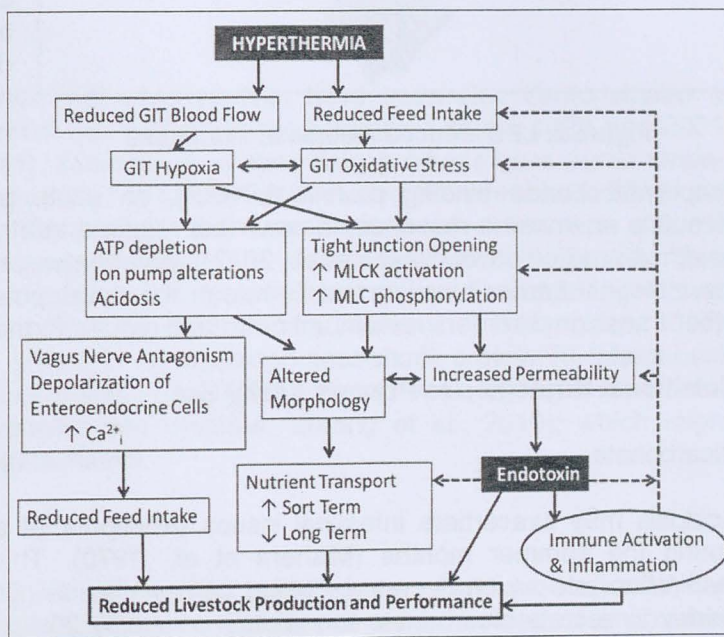 HYPERTHERMIA
Reduced GIT Blood Flow
Reduced Feed Intake
GIT Hypoxia
GIT Oxidative Stress
ATP depletion
Ion pump alterations
Acidosis
Tight Junction Opening
↑ MLCK activation
↑ MLC phosphorylation
Vagus Nerve Antagonism
Depolarization of
Enteroendocrine Cells
↑ Ca²⁺i
Altered
Morphology
Increased Permeability
Nutrient Transport
↑ Sort Term
↓ Long Term
Endotoxin
Reduced Feed Intake
Immune Activation
& Inflammation
Reduced Livestock Production and Performance